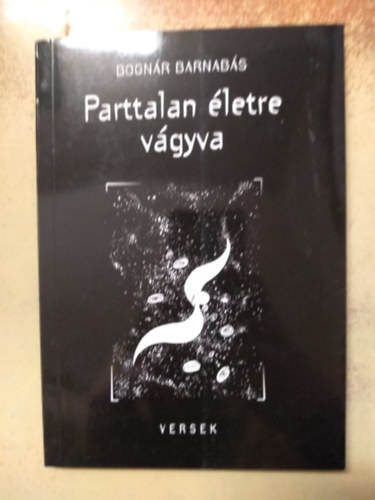 BOGNÁR BARNABÁS
Parttalan életre
vágyva
VERSEK